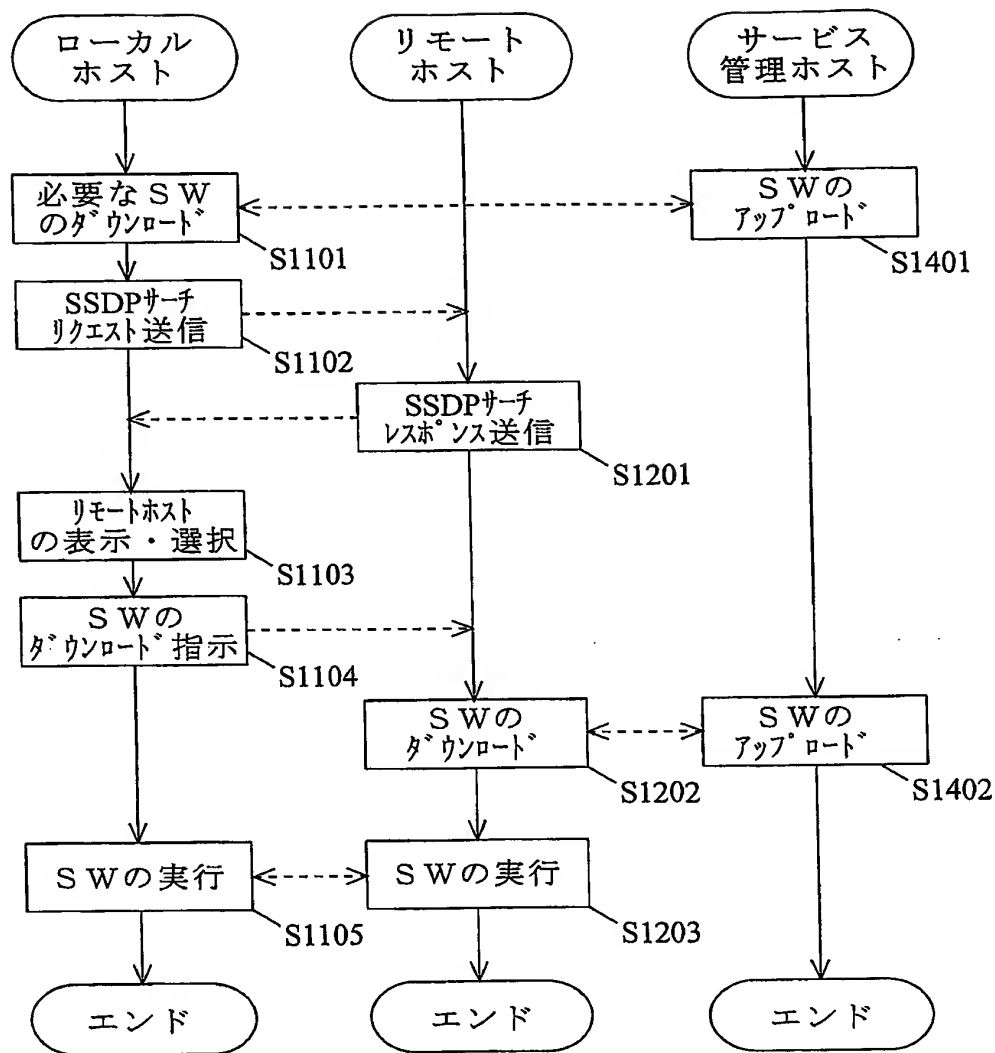 ローカル
ホスト
リモート
ホスト
サービス
管理ホスト
必要なＳＷ
のﾀﾞｳﾝﾛｰﾄﾞ
S1101
ＳＷの
ｱｯﾌﾟﾛｰﾄﾞ
S1401
SSDPｻｰﾁ
ﾘｸｴｽﾄ送信
S1102
SSDPｻｰﾁ
ﾚｽﾎﾟﾝｽ送信
S1201
ﾘﾓｰﾄﾎｽﾄ
の表示・選択
S1103
ＳＷの
ﾀﾞｳﾝﾛｰﾄﾞ指示
S1104
ＳＷの
ﾀﾞｳﾝﾛｰﾄﾞ
S1202
ＳＷの
ｱｯﾌﾟﾛｰﾄﾞ
S1402
ＳＷの実行
S1105
ＳＷの実行
S1203
エンド
エンド
エンド